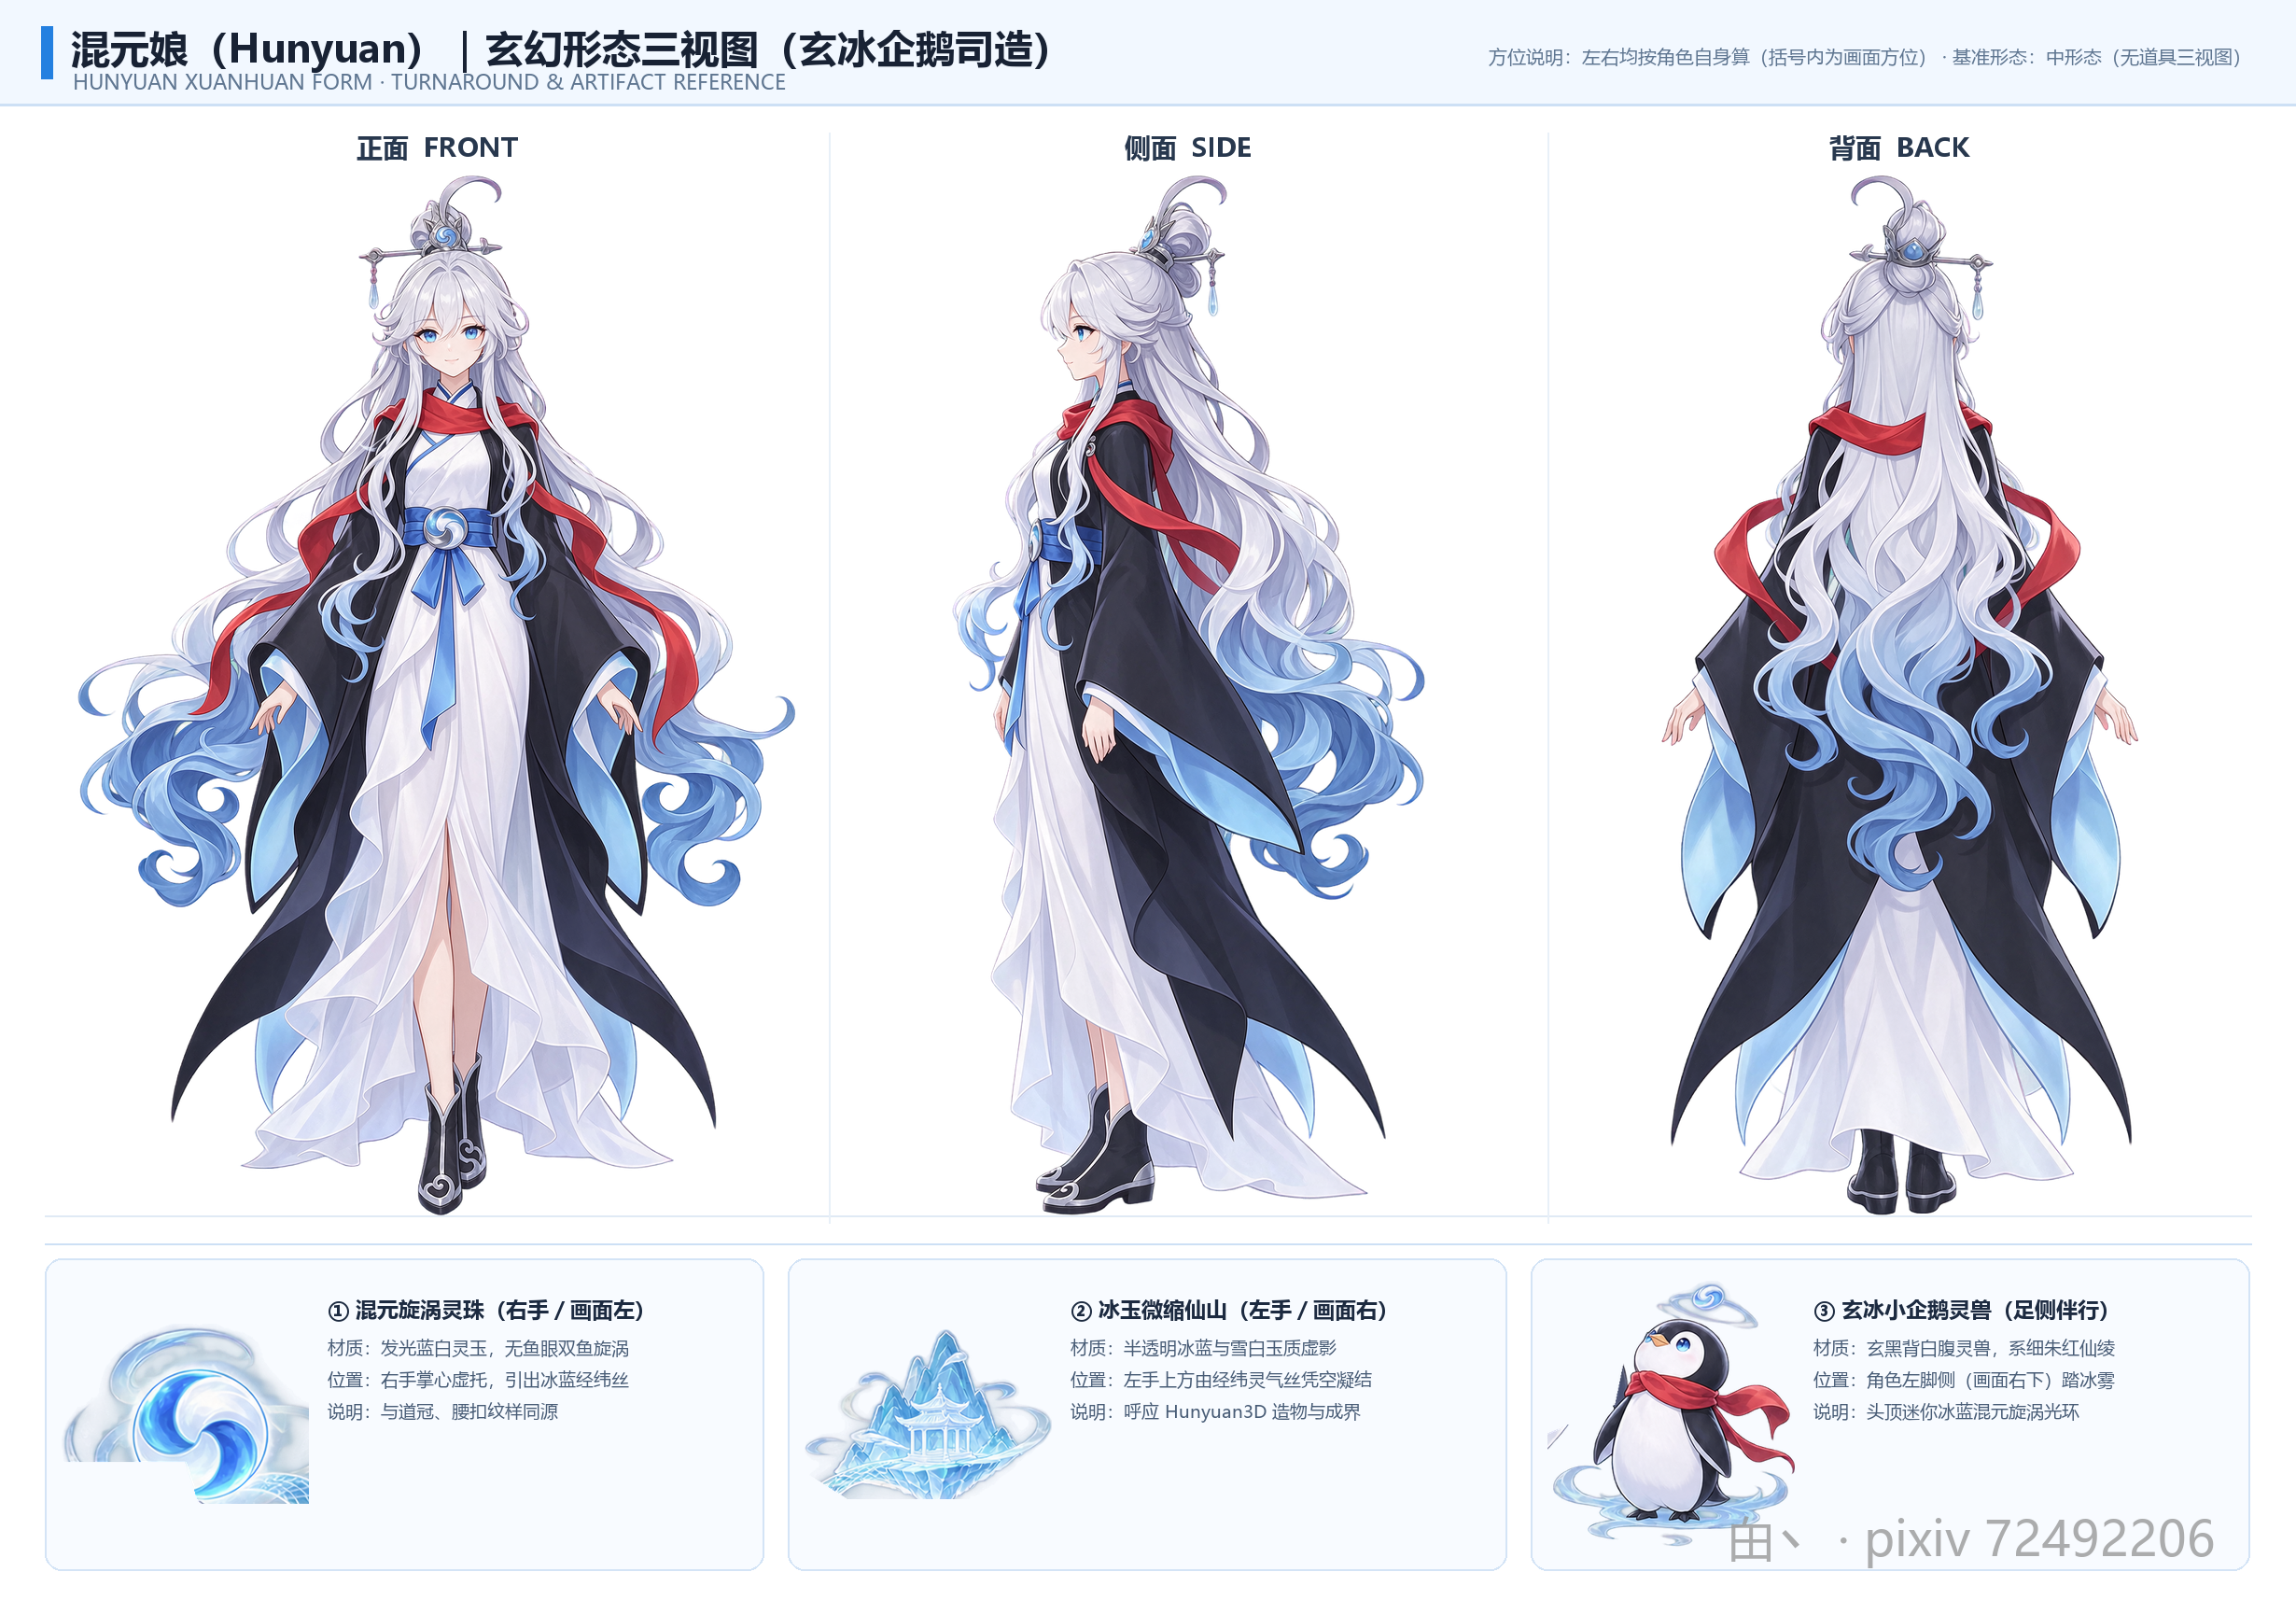 混元娘（Hunyuan）｜玄幻形态三视图（玄冰企鹅司造）
HUNYUAN XUANHUAN FORM · TURNAROUND & ARTIFACT REFERENCE
方位说明：左右均按角色自身算（括号内为画面方位） · 基准形态：中形态（无道具三视图）
正面 FRONT
侧面 SIDE
背面 BACK
① 混元旋涡灵珠（右手 / 画面左）
材质：发光蓝白灵玉，无鱼眼双鱼旋涡
位置：右手掌心虚托，引出冰蓝经纬丝
说明：与道冠、腰扣纹样同源
② 冰玉微缩仙山（左手 / 画面右）
材质：半透明冰蓝与雪白玉质虚影
位置：左手上方由经纬灵气丝凭空凝结
说明：呼应 Hunyuan3D 造物与成界
③ 玄冰小企鹅灵兽（足侧伴行）
材质：玄黑背白腹灵兽，系细朱红仙绫
位置：角色左脚侧（画面右下）踏冰雾
说明：头顶迷你冰蓝混元旋涡光环
甴丶 · pixiv 72492206